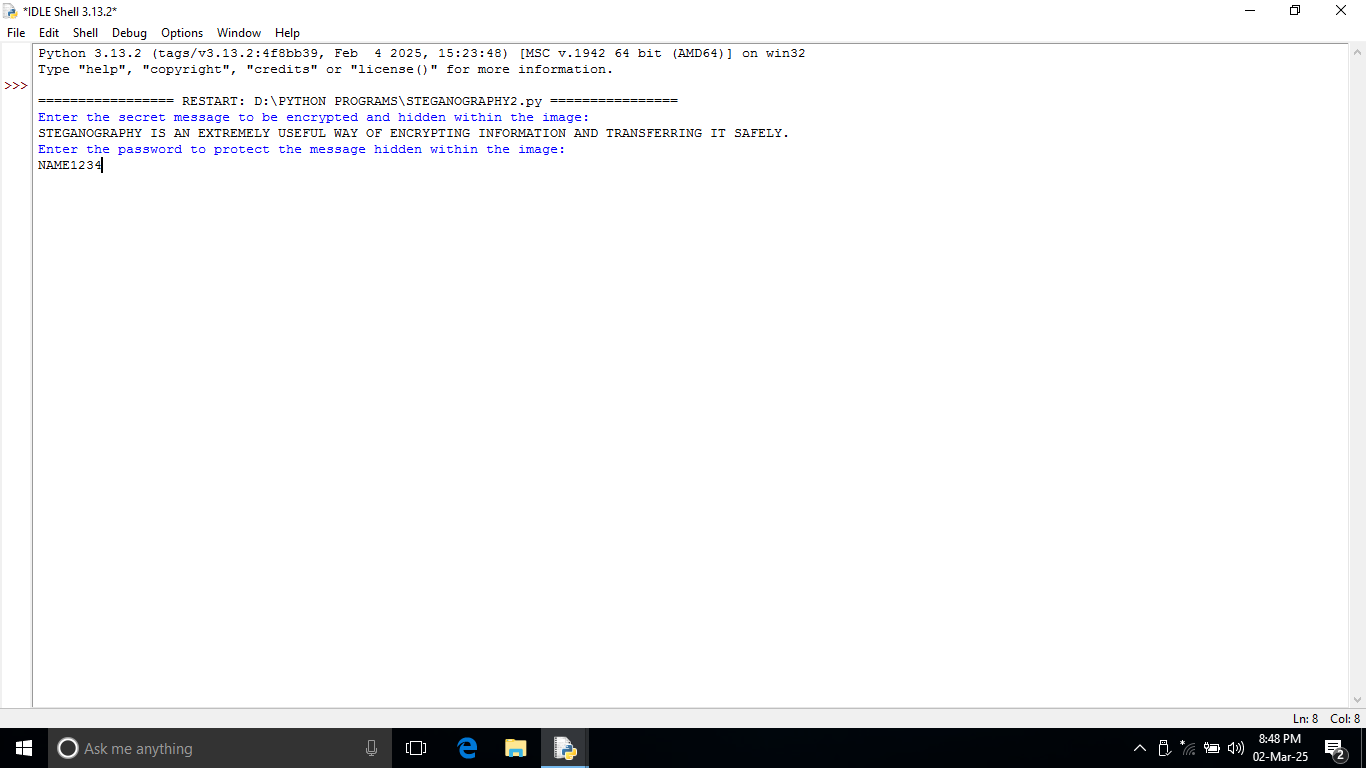 *IDLE Shell 3.13.2*
File Edit Shell Debug Options Window Help
Python 3.13.2 (tags/v3.13.2:4f8bb39, Feb  4 2025, 15:23:48) [MSC v.1942 64 bit (AMD64)] on win32
Type "help", "copyright", "credits" or "license()" for more information.
>>>
================= RESTART: D:\PYTHON PROGRAMS\STEGANOGRAPHY2.py ================
Enter the secret message to be encrypted and hidden within the image:
STEGANOGRAPHY IS AN EXTREMELY USEFUL WAY OF ENCRYPTING INFORMATION AND TRANSFERRING IT SAFELY.
Enter the password to protect the message hidden within the image:
NAME1234
Ln: 8 Col: 8
Ask me anything
8:48 PM
02-Mar-25
2